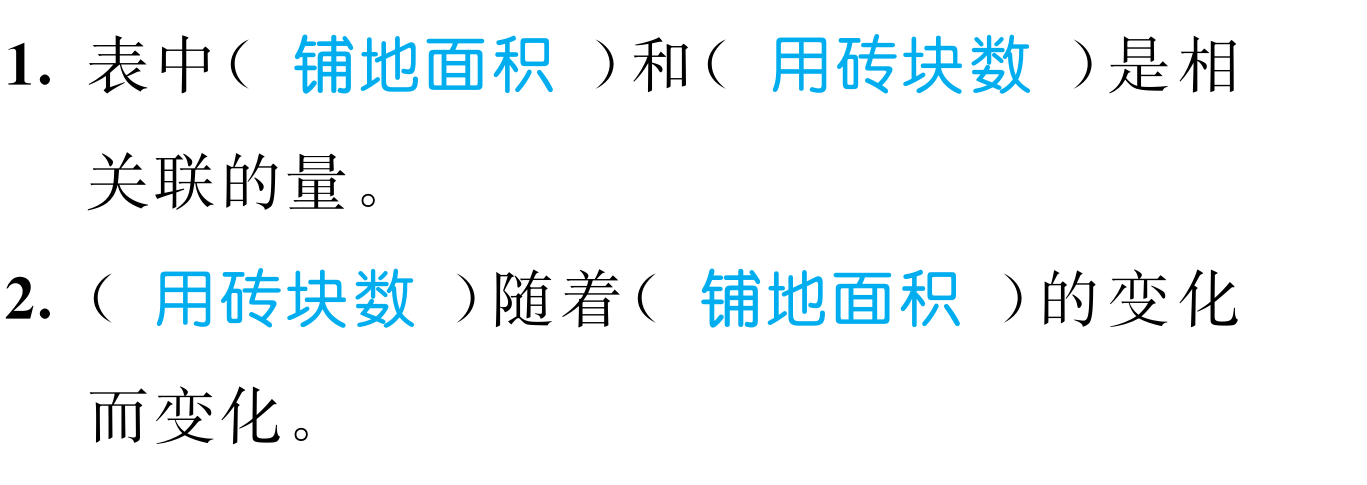 1. 表中( 铺地面积 )和( 用砖块数 )是相
关联的量。
2. ( 用砖块数 )随着( 铺地面积 )的变化
而变化。